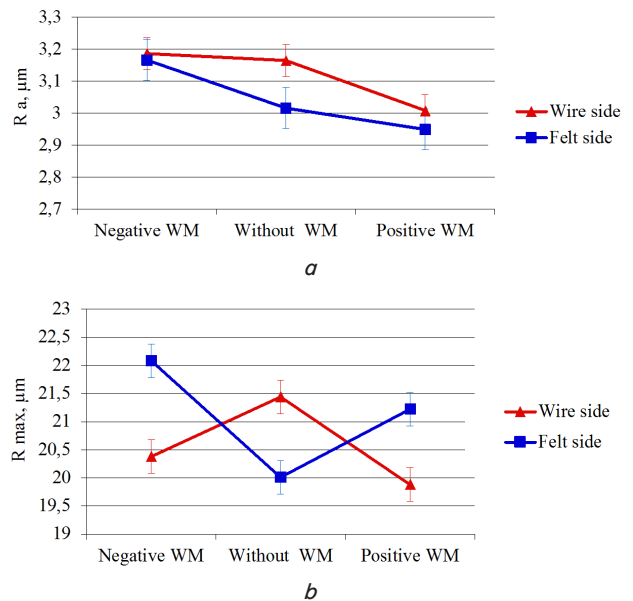 3,3
3,2
3,1
3
2,9
2,8
2,7
R a, μm
Negative WM Without WM Positive WM
Wire side
Felt side
a
23
22,5
22
21,5
21
20,5
20
19,5
19
R max, μm
Negative WM Without WM Positive WM
Wire side
Felt side
b